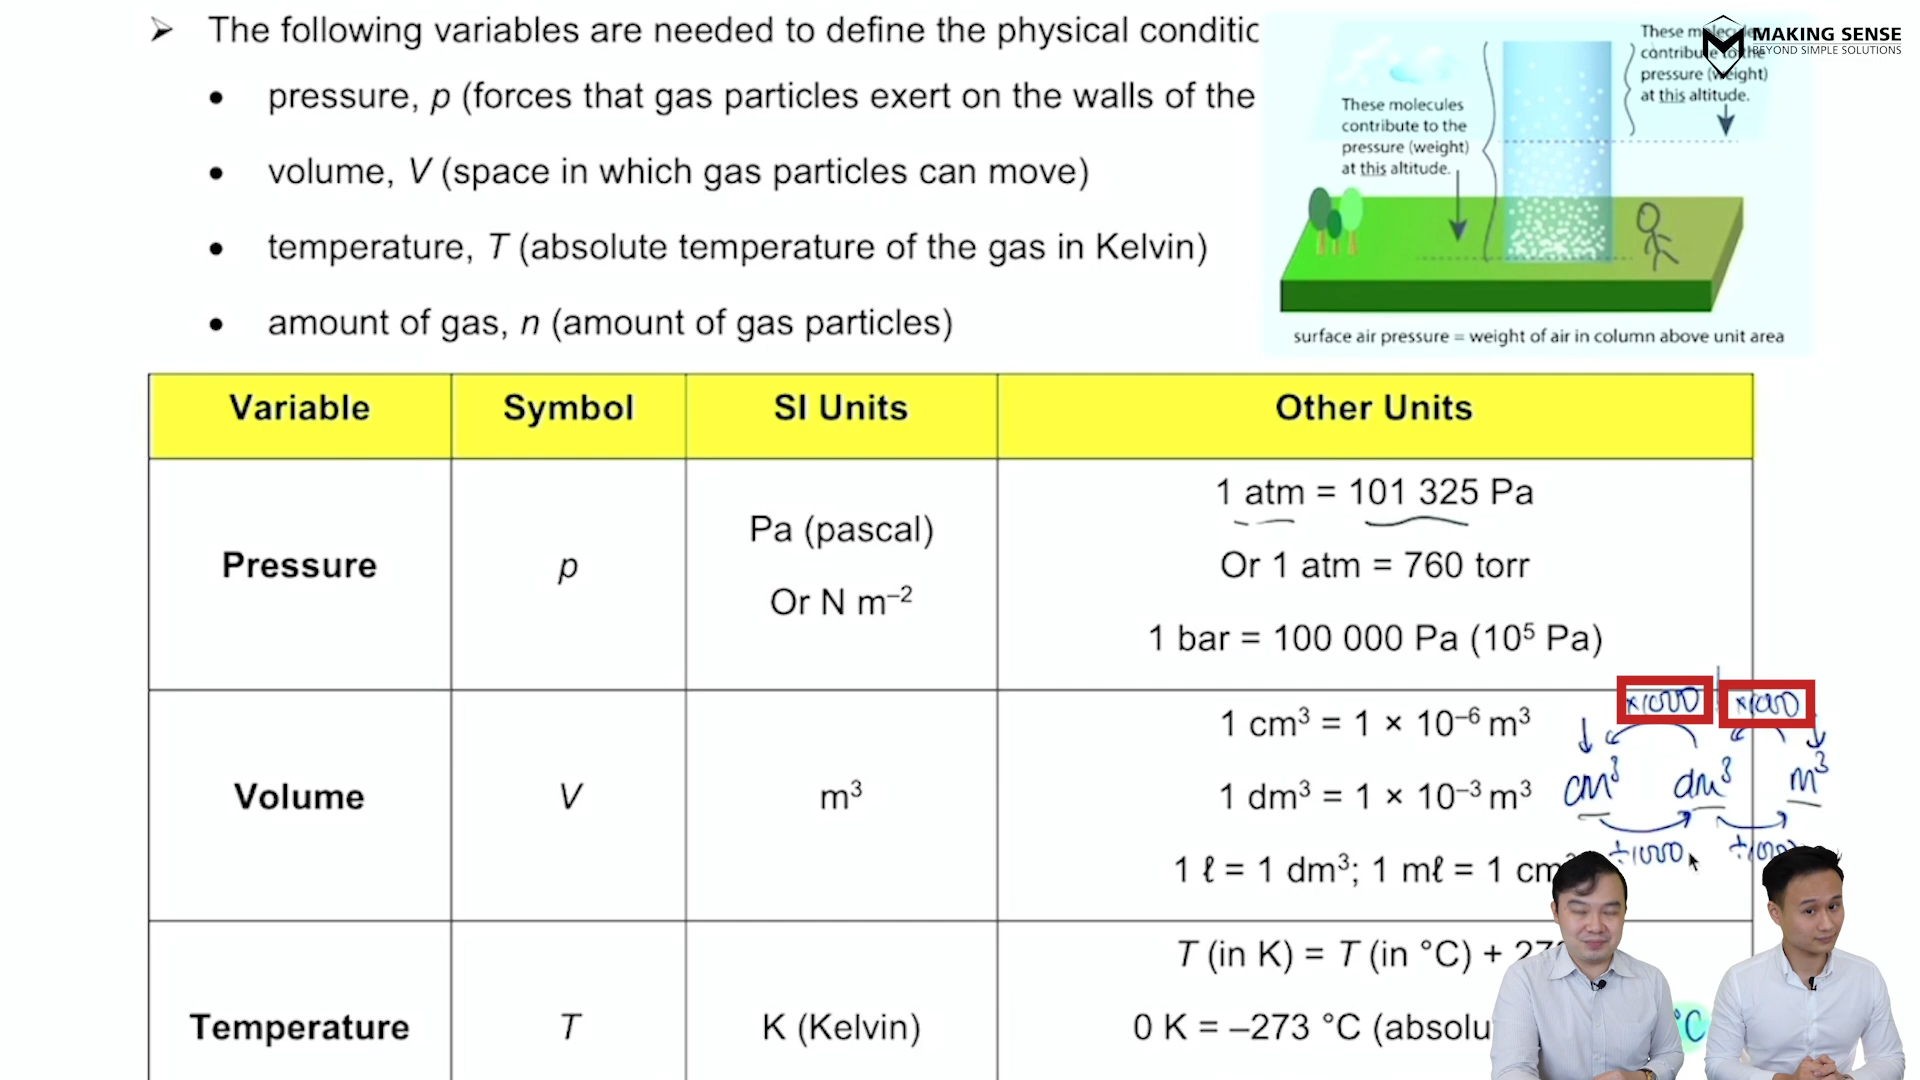 ➢ The following variables are needed to define the physical conditio
• pressure, p (forces that gas particles exert on the walls of the
• volume, V (space in which gas particles can move)
• temperature, T (absolute temperature of the gas in Kelvin)
• amount of gas, n (amount of gas particles)
These molecules
contribute to the
pressure (weight)
at this altitude.
These molecule
contribute to the
pressure (weight)
at this altitude.
surface air pressure = weight of air in column above unit area
MAKING SENSE
BEYOND SIMPLE SOLUTIONS
Variable Symbol SI Units Other Units
Pressure p
Pa (pascal)
Or N m⁻²
1 atm = 101 325 Pa
Or 1 atm = 760 torr
1 bar = 100 000 Pa (10⁵ Pa)
Volume V m³
1 cm³ = 1 × 10⁻⁶ m³
1 dm³ = 1 × 10⁻³ m³
1 ℓ = 1 dm³; 1 mℓ = 1 cm
×1000 ×1000
cm³ dm³ m³
÷1000 ÷1000
Temperature T K (Kelvin)
T (in K) = T (in °C) + 27
0 K = –273 °C (absolu
°C